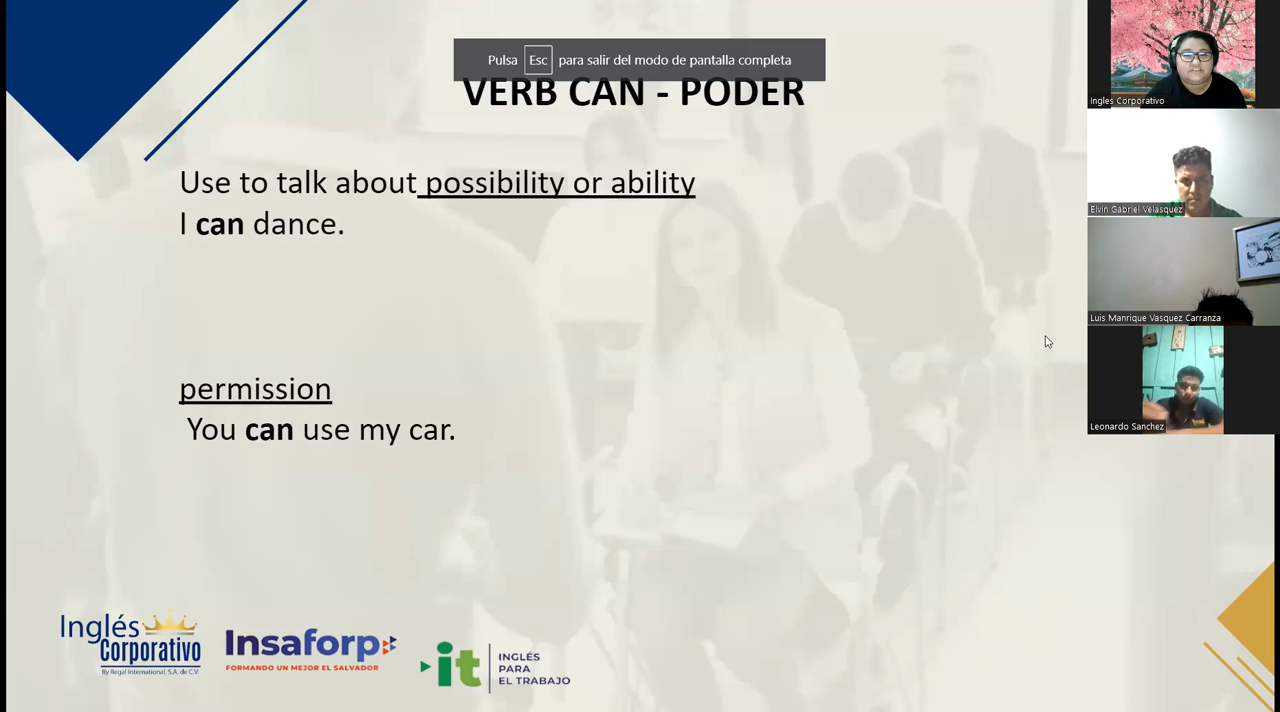 Pulsa Esc para salir del modo de pantalla completa
VERB CAN - PODER
Use to talk about possibility or ability
I can dance.
permission
You can use my car.
Inglés
Corporativo
By Regal International, S.A. de C.V.
Insaforp
FORMANDO UN MEJOR EL SALVADOR
it
INGLÉS
PARA
EL TRABAJO
Ingles Corporativo
Elvin Gabriel Velásquez
Luis Manrique Vasquez Carranza
Leonardo Sanchez